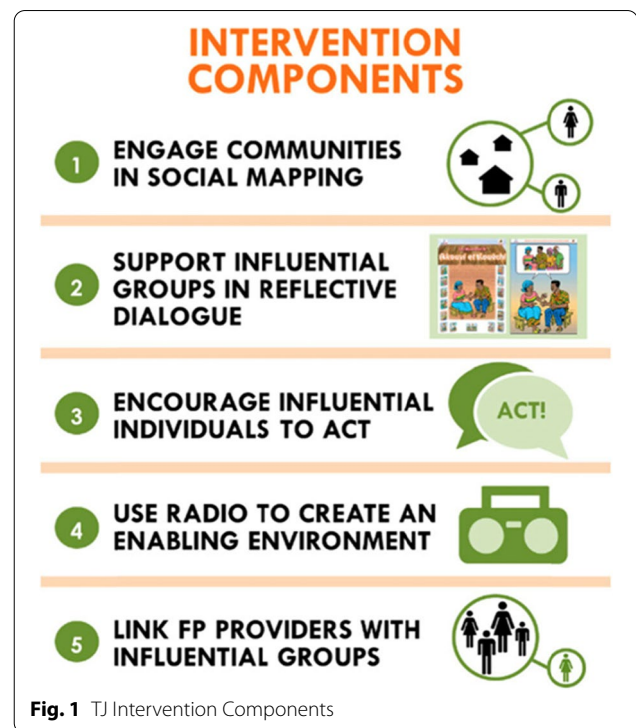 INTERVENTION
COMPONENTS
1
ENGAGE COMMUNITIES
IN SOCIAL MAPPING
2
SUPPORT INFLUENTIAL
GROUPS IN REFLECTIVE
DIALOGUE
3
ENCOURAGE INFLUENTIAL
INDIVIDUALS TO ACT
ACT!
4
USE RADIO TO CREATE AN
ENABLING ENVIRONMENT
5
LINK FP PROVIDERS WITH
INFLUENTIAL GROUPS
Fig. 1 TJ Intervention Components